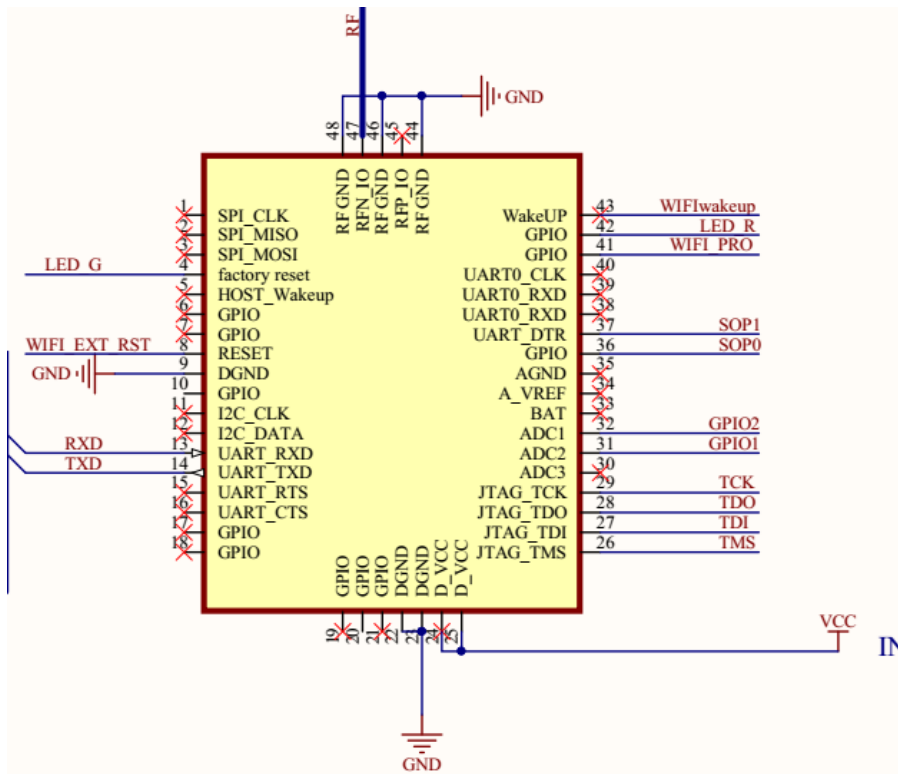 RF
GND
48 47 46 45 44
RFGND RFN_IO RFGND RFP_IO RFGND
1 SPI_CLK
2 SPI_MISO
3 SPI_MOSI
LED_G 4 factory reset
5 HOST_Wakeup
6 GPIO
7 GPIO
WIFI_EXT_RST 8 RESET
GND 9 DGND
10 GPIO
11 I2C_CLK
12 I2C_DATA
RXD 13 UART_RXD
TXD 14 UART_TXD
15 UART_RTS
16 UART_CTS
17 GPIO
18 GPIO
WakeUP 43 WIFIwakeup
GPIO 42 LED_R
GPIO 41 WIFI_PRO
UART0_CLK 40
UART0_RXD 39
UART0_RXD 38
UART_DTR 37 SOP1
GPIO 36 SOP0
AGND 35
A_VREF 34
BAT 33
ADC1 32 GPIO2
ADC2 31 GPIO1
ADC3 30
JTAG_TCK 29 TCK
JTAG_TDO 28 TDO
JTAG_TDI 27 TDI
JTAG_TMS 26 TMS
GPIO GPIO GPIO DGND DGND D_VCC D_VCC
19 20 21 22 23 24 25
VCC
IN
GND